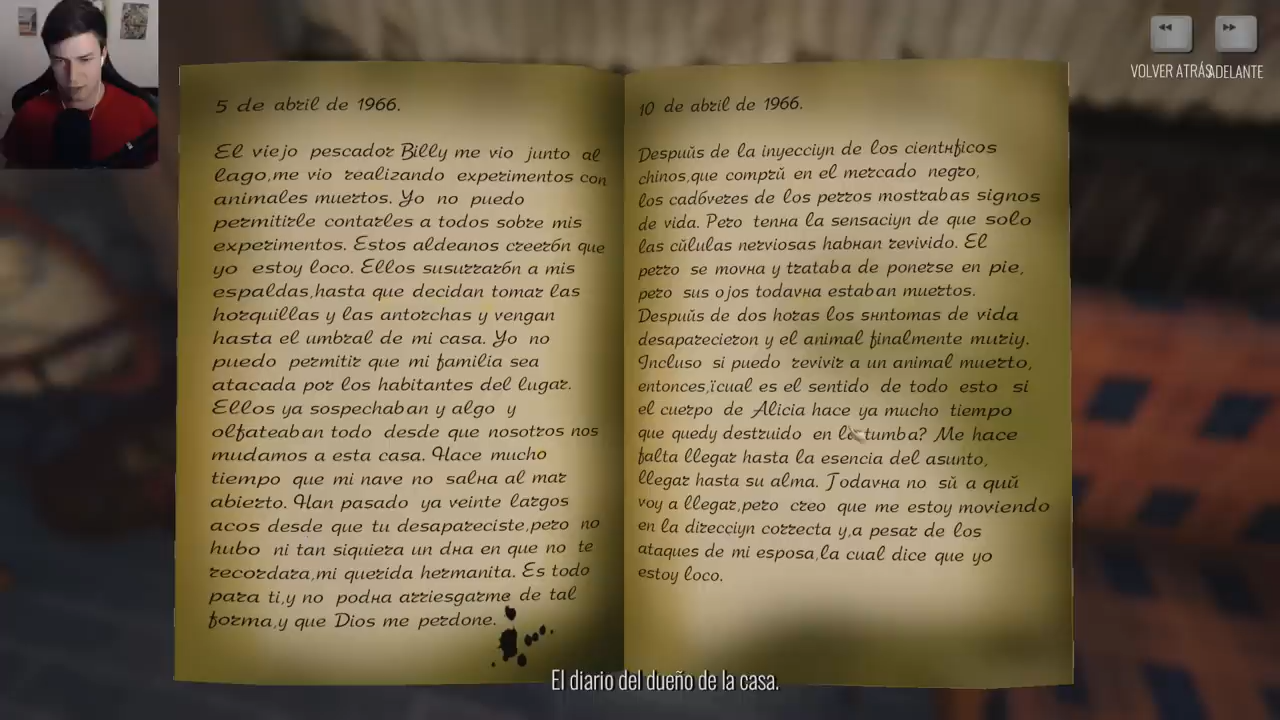 VOLVER ATRÁS
ADELANTE
5 de abril de 1966.
El viejo pescador Billy me vio junto al
lago,me vio realizando experimentos con
animales muertos. Yo no puedo
permitirle contarles a todos sobre mis
experimentos. Estos aldeanos creerбn que
yo estoy loco. Ellos susurrarбn a mis
espaldas,hasta que decidan tomar las
horquillas y las antorchas y vengan
hasta el umbral de mi casa. Yo no
puedo permitir que mi familia sea
atacada por los habitantes del lugar.
Ellos ya sospechaban y algo y
olfateaban todo desde que nosotros nos
mudamos a esta casa. Hace mucho
tiempo que mi nave no salнa al mar
abierto. Han pasado ya veinte largos
acos desde que tu desapareciste,pero no
hubo ni tan siquiera un dнa en que no te
recordara,mi querida hermanita. Es todo
para ti,y no podнa arriesgarme de tal
forma,y que Dios me perdone.
10 de abril de 1966.
Despuйs de la inyecciуn de los cientнficos
chinos,que comprй en el mercado negro,
los cadбveres de los perros mostrabas signos
de vida. Pero tenнa la sensaciуn de que solo
las cйlulas nerviosas habнan revivido. El
perro se movнa y trataba de ponerse en pie,
pero sus ojos todavнa estaban muertos.
Despuйs de dos horas los sнntomas de vida
desaparecieron y el animal finalmente muriу.
Incluso si puedo revivir a un animal muerto,
entonces,їcual es el sentido de todo esto si
el cuerpo de Alicia hace ya mucho tiempo
que quedу destruido en la tumba? Me hace
falta llegar hasta la esencia del asunto,
llegar hasta su alma. Todavнa no sй a quй
voy a llegar,pero creo que me estoy moviendo
en la direcciуn correcta y,a pesar de los
ataques de mi esposa,la cual dice que yo
estoy loco.
El diario del dueño de la casa.